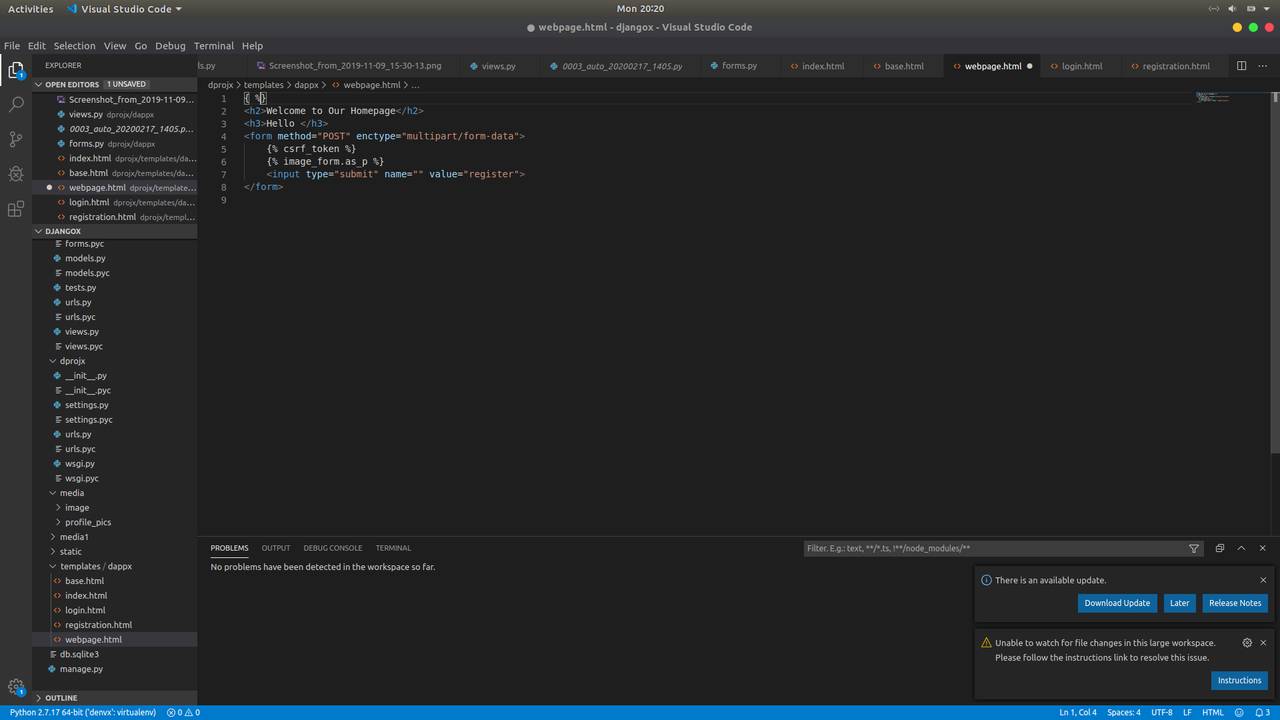 Activities
Visual Studio Code
Mon 20:20
webpage.html - djangox - Visual Studio Code
File Edit Selection View Go Debug Terminal Help
EXPLORER
OPEN EDITORS 1 UNSAVED
Screenshot_from_2019-11-09...
views.py dprojx/dappx
0003_auto_20200217_1405.p...
forms.py dprojx/dappx
index.html dprojx/templates/da...
base.html dprojx/templates/da...
webpage.html dprojx/template...
login.html dprojx/templates/da...
registration.html dprojx/templ...
DJANGOX
forms.pyc
models.py
models.pyc
tests.py
urls.py
urls.pyc
views.py
views.pyc
dprojx
__init__.py
__init__.pyc
settings.py
settings.pyc
urls.py
urls.pyc
wsgi.py
wsgi.pyc
media
image
profile_pics
media1
static
templates / dappx
base.html
index.html
login.html
registration.html
webpage.html
db.sqlite3
manage.py
OUTLINE
ls.py
Screenshot_from_2019-11-09_15-30-13.png
views.py
0003_auto_20200217_1405.py
forms.py
index.html
base.html
webpage.html
login.html
registration.html
dprojx > templates > dappx > webpage.html > ...
1 { %}
2 <h2>Welcome to Our Homepage</h2>
3 <h3>Hello </h3>
4 <form method="POST" enctype="multipart/form-data">
5 {% csrf_token %}
6 {% image_form.as_p %}
7 <input type="submit" name="" value="register">
8 </form>
9
PROBLEMS OUTPUT DEBUG CONSOLE TERMINAL
Filter. E.g.: text, **/*.ts, !**/node_modules/**
No problems have been detected in the workspace so far.
There is an available update.
Download Update Later Release Notes
Unable to watch for file changes in this large workspace.
Please follow the instructions link to resolve this issue.
Instructions
1
1
Python 2.7.17 64-bit ('denvx': virtualenv) 0 0
Ln 1, Col 4 Spaces: 4 UTF-8 LF HTML 3